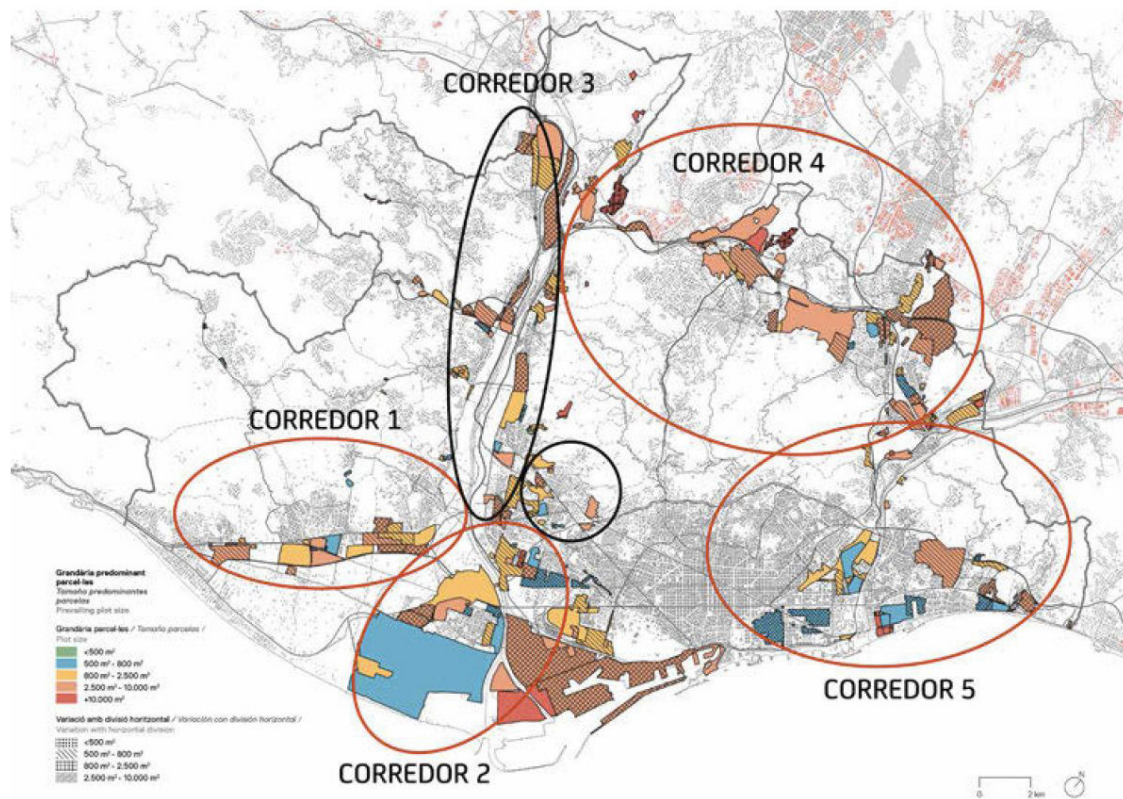 CORREDOR 3
CORREDOR 4
CORREDOR 1
CORREDOR 5
CORREDOR 2
Grandària predominant
parcel·les
Tamaño predominantes
parcelas
Prevailing plot size
Grandària parcel·les / Tamaño parcelas /
Plot size
<500 m²
500 m² - 800 m²
800 m² - 2.500 m²
2.500 m² - 10.000 m²
+10.000 m²
Variació amb divisió horitzontal / Variación con división horizontal /
Variation with horizontal division
<500 m²
500 m² - 800 m²
800 m² - 2.500 m²
2.500 m² - 10.000 m²
0 2 km